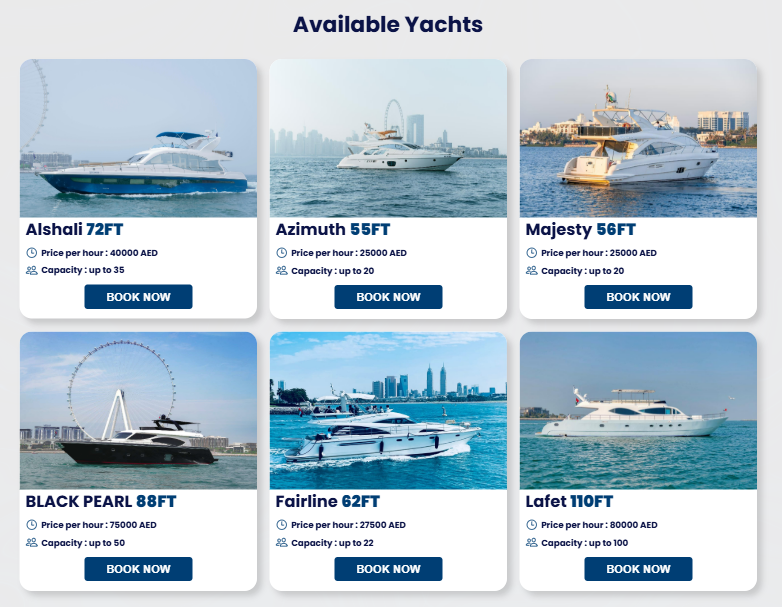 Available Yachts
Alshali 72FT
Price per hour : 40000 AED
Capacity : up to 35
BOOK NOW
Azimuth 55FT
Price per hour : 25000 AED
Capacity : up to 20
BOOK NOW
Majesty 56FT
Price per hour : 25000 AED
Capacity : up to 20
BOOK NOW
BLACK PEARL 88FT
Price per hour : 75000 AED
Capacity : up to 50
BOOK NOW
Fairline 62FT
Price per hour : 27500 AED
Capacity : up to 22
BOOK NOW
Lafet 110FT
Price per hour : 80000 AED
Capacity : up to 100
BOOK NOW